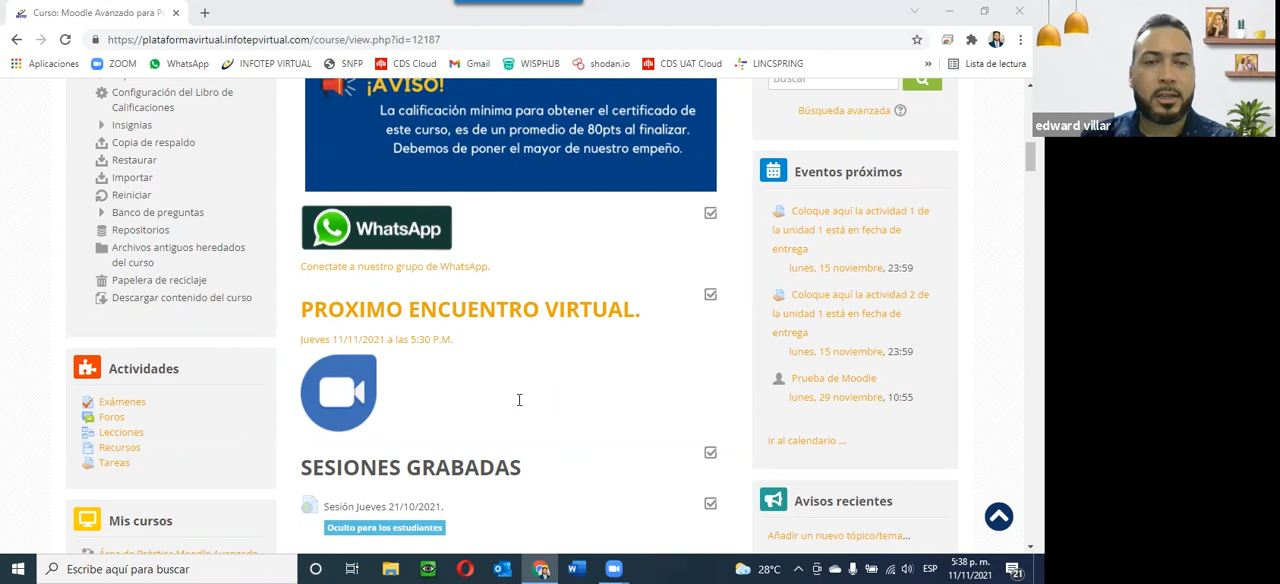 Curso: Moodle Avanzado para P
https://plataformavirtual.infotepvirtual.com/course/view.php?id=12187
Aplicaciones
ZOOM
WhatsApp
INFOTEP VIRTUAL
SNFP
CDS Cloud
Gmail
WISPHUB
shodan.io
CDS UAT Cloud
LINCSPRING
»
Lista de lectura
edward villar
Configuración del Libro de
Calificaciones
Insignias
Copia de respaldo
Restaurar
Importar
Reiniciar
Banco de preguntas
Repositorios
Archivos antiguos heredados
del curso
Papelera de reciclaje
Descargar contenido del curso
Actividades
Exámenes
Foros
Lecciones
Recursos
Tareas
Mis cursos
Área de Práctica Moodle Avanzado
¡AVISO!
La calificación mínima para obtener el certificado de
este curso, es de un promedio de 80pts al finalizar.
Debemos de poner el mayor de nuestro empeño.
WhatsApp
Conectate a nuestro grupo de WhatsApp.
PROXIMO ENCUENTRO VIRTUAL.
Jueves 11/11/2021 a las 5:30 P.M.
SESIONES GRABADAS
Sesión Jueves 21/10/2021.
Oculto para los estudiantes
Buscar
Búsqueda avanzada
Eventos próximos
Coloque aquí la actividad 1 de
la unidad 1 está en fecha de
entrega
lunes, 15 noviembre, 23:59
Coloque aquí la actividad 2 de
la unidad 1 está en fecha de
entrega
lunes, 15 noviembre, 23:59
Prueba de Moodle
lunes, 29 noviembre, 10:55
Ir al calendario ...
Avisos recientes
Añadir un nuevo tópico/tema...
Escribe aquí para buscar
28°C
ESP
5:38 p. m.
11/11/2021
21